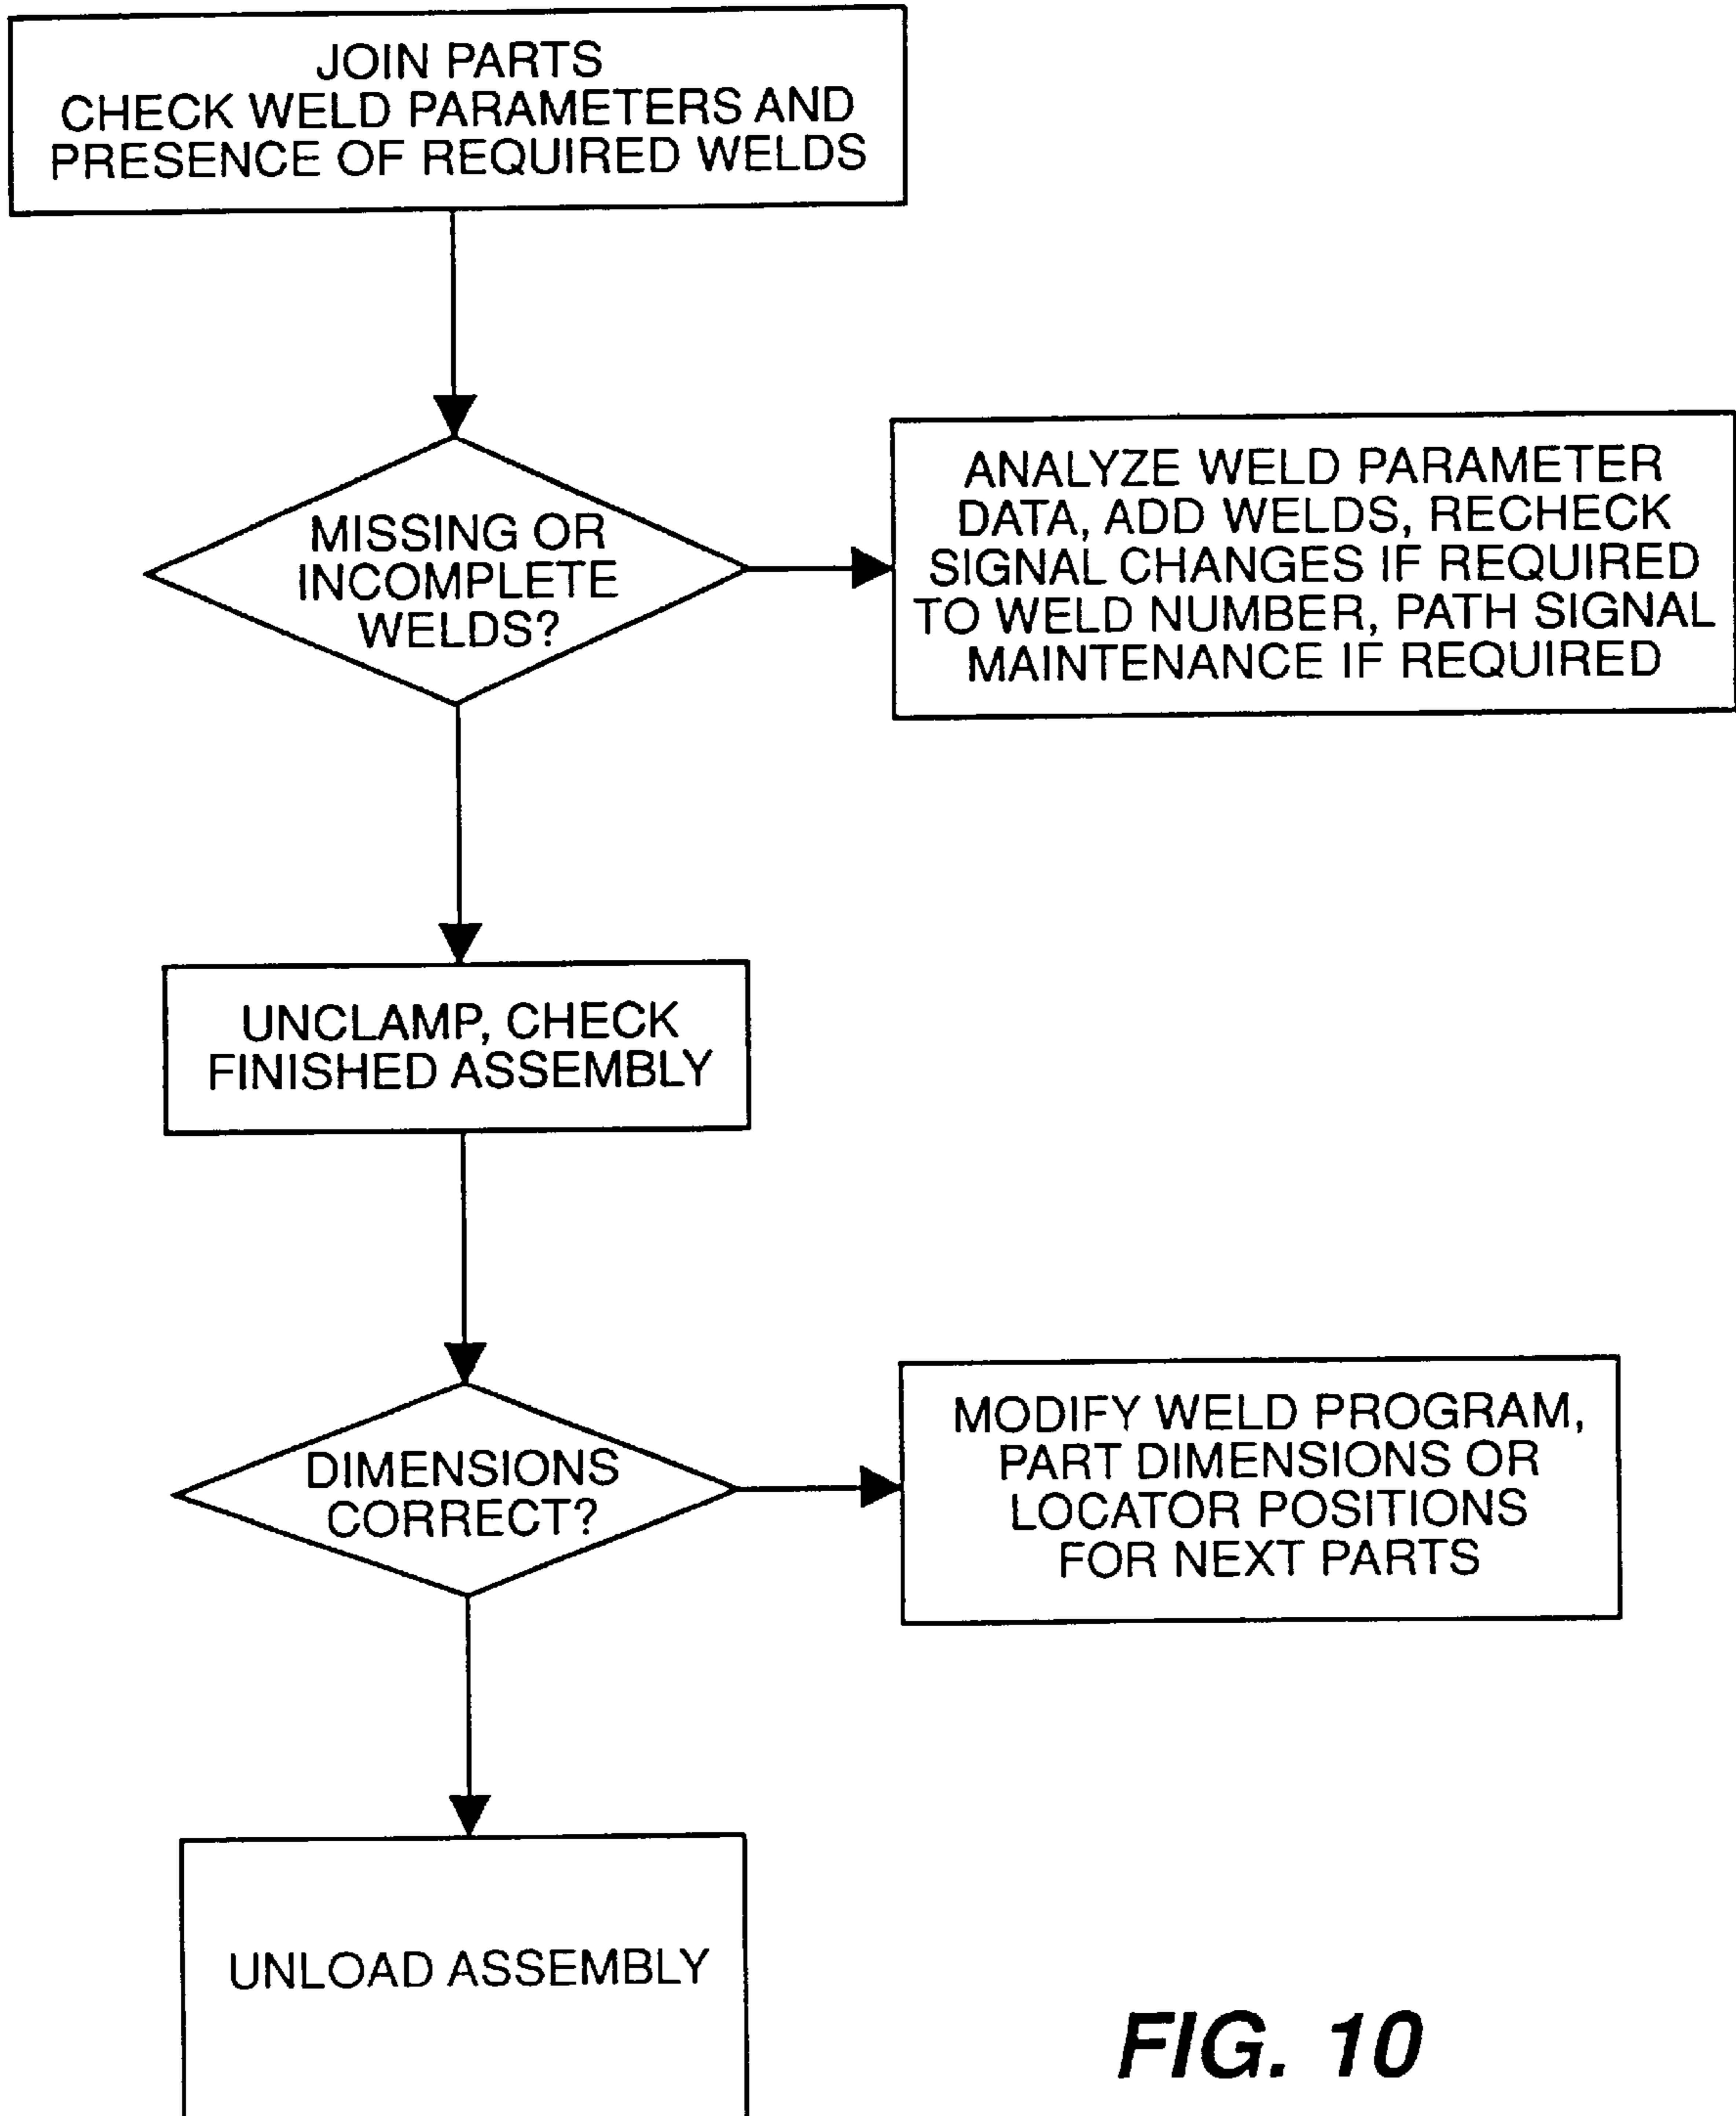 JOIN PARTS
CHECK WELD PARAMETERS AND
PRESENCE OF REQUIRED WELDS
MISSING OR
INCOMPLETE
WELDS?
ANALYZE WELD PARAMETER
DATA, ADD WELDS, RECHECK
SIGNAL CHANGES IF REQUIRED
TO WELD NUMBER, PATH SIGNAL
MAINTENANCE IF REQUIRED
UNCLAMP, CHECK
FINISHED ASSEMBLY
DIMENSIONS
CORRECT?
MODIFY WELD PROGRAM,
PART DIMENSIONS OR
LOCATOR POSITIONS
FOR NEXT PARTS
UNLOAD ASSEMBLY
FIG. 10